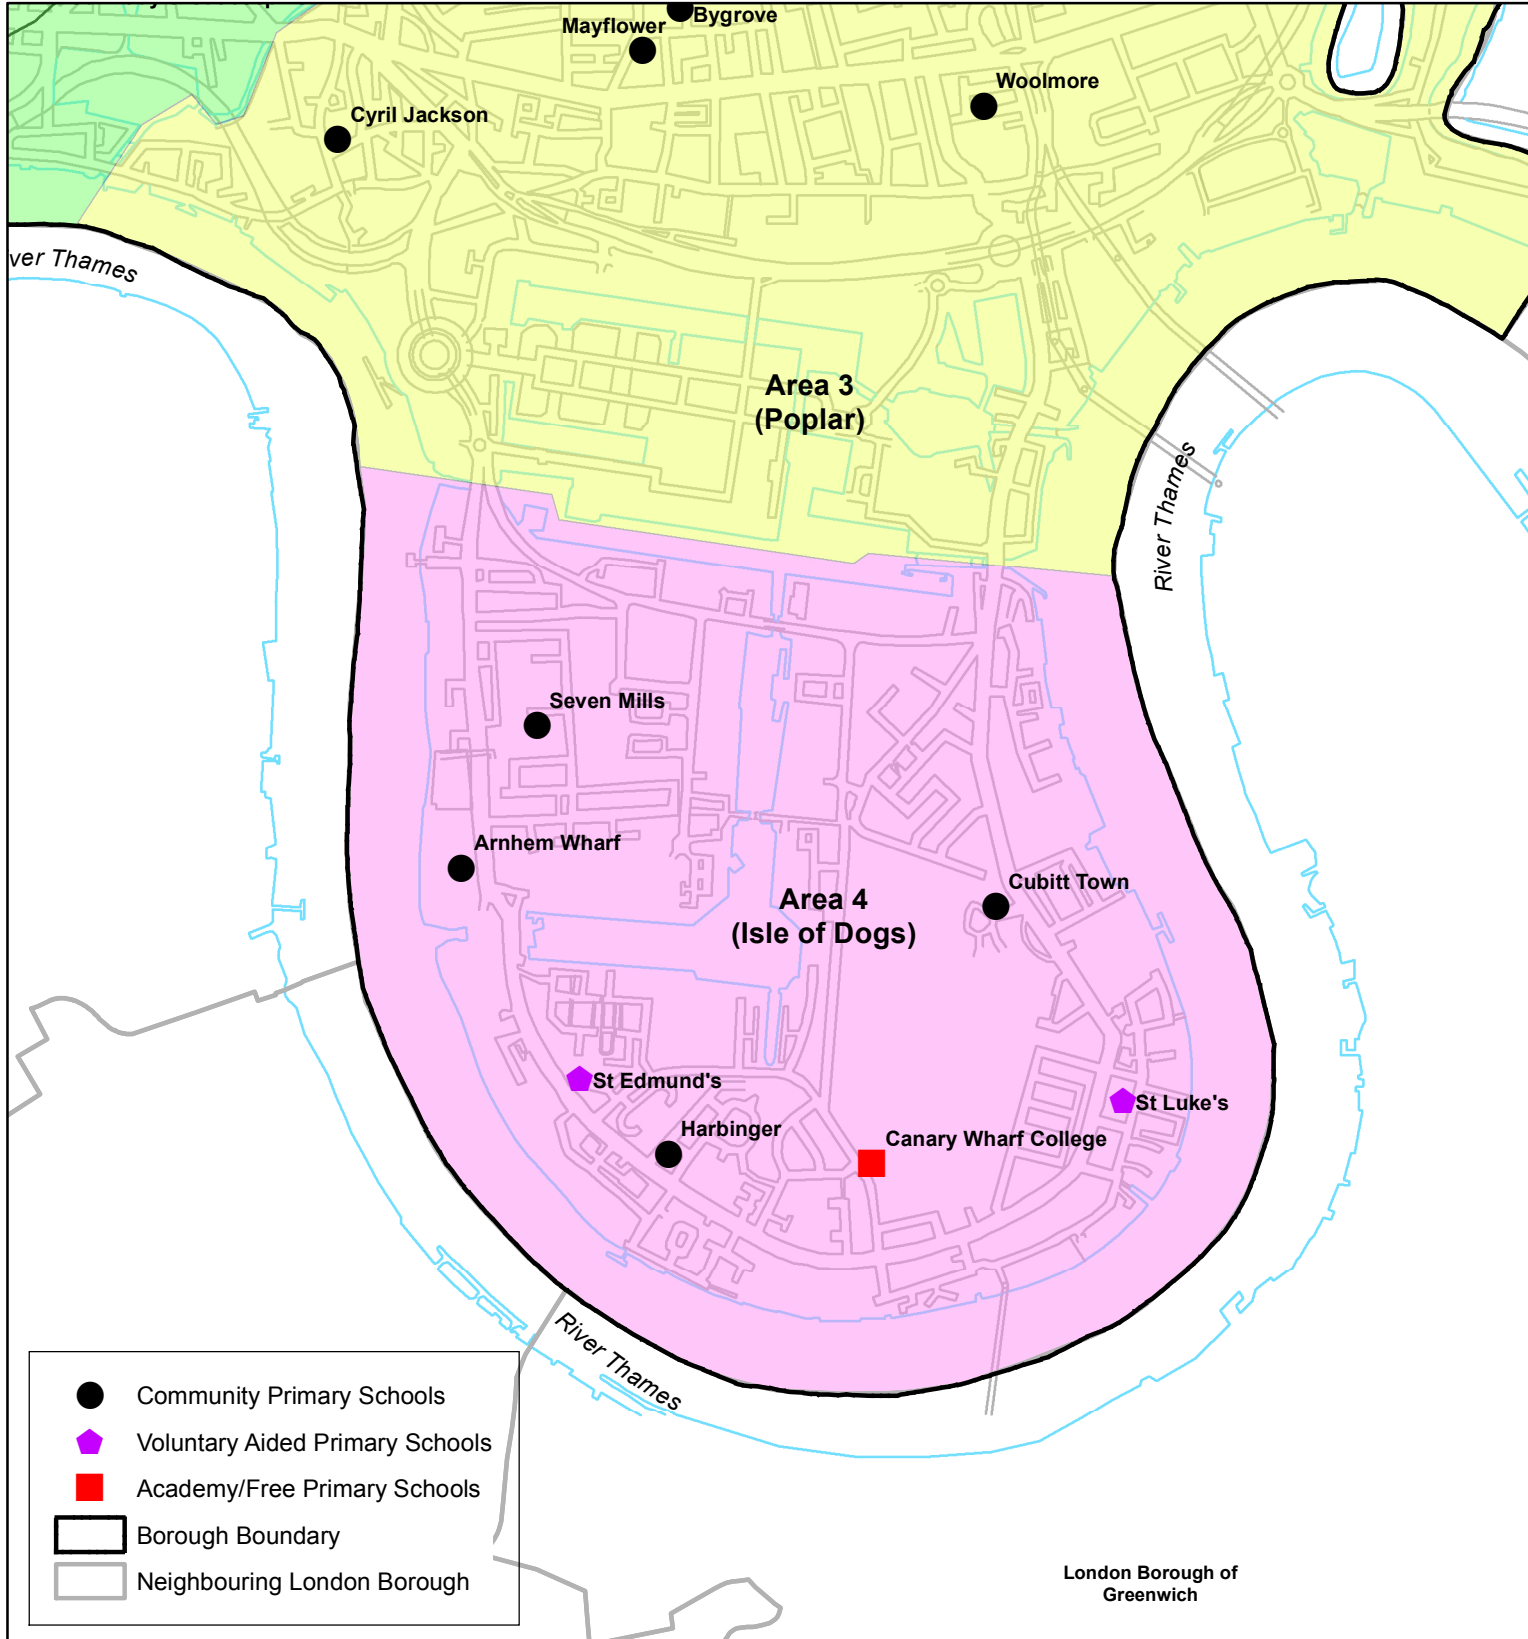 Bygrove
Mayflower
Woolmore
Cyril Jackson
ver Thames
Area 3
(Poplar)
River Thames
Seven Mills
Arnhem Wharf
Cubitt Town
Area 4
(Isle of Dogs)
St Edmund's
St Luke's
Harbinger
Canary Wharf College
River Thames
Community Primary Schools
Voluntary Aided Primary Schools
Academy/Free Primary Schools
Borough Boundary
Neighbouring London Borough
London Borough of
Greenwich